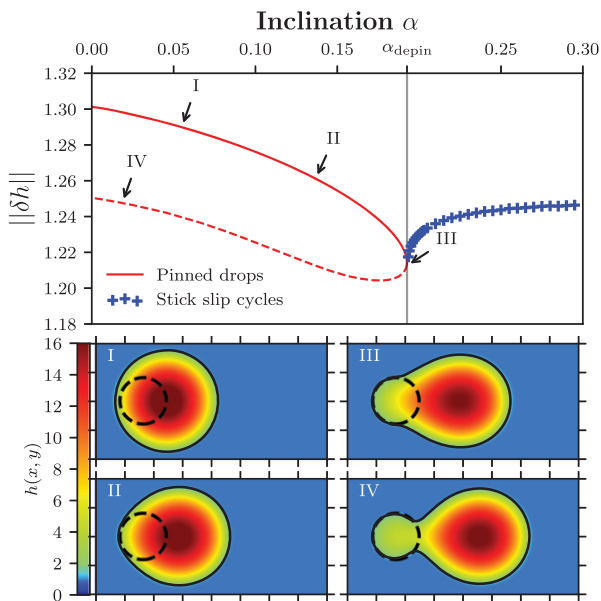 Inclination α
0.00 0.05 0.10 0.15 α_depin 0.25 0.30
1.32
1.30
1.28
1.26
1.24
1.22
1.20
1.18
||δh||
I
II
IV
III
Pinned drops
Stick slip cycles
16
14
12
10
8
6
4
2
0
h(x, y)
I
III
II
IV